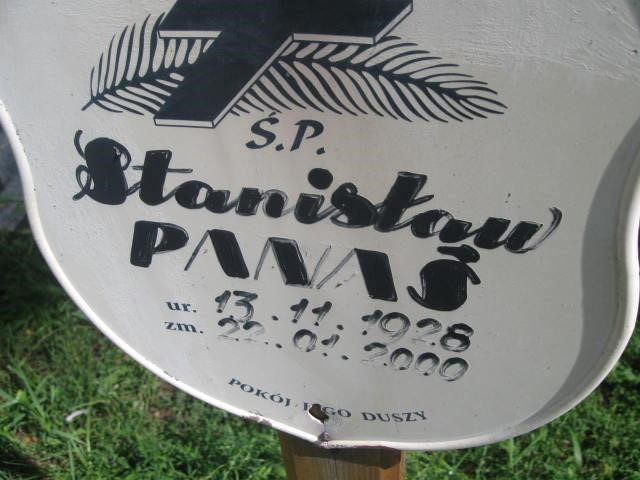 Ś.P.
Stanisław
PANAŚ
ur. 13.11.1928
zm. 22.01.2000
POKÓJ JEGO DUSZY